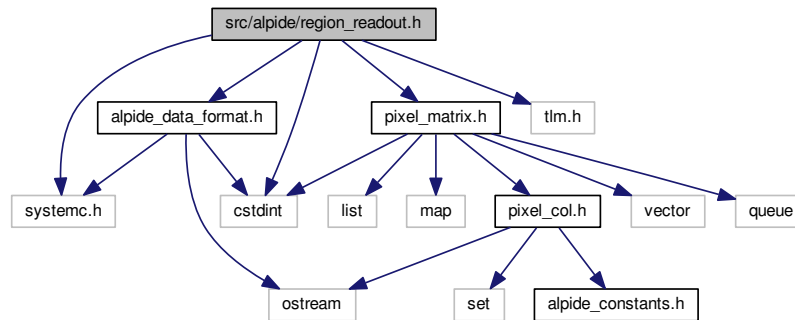 src/alpide/region_readout.h
alpide_data_format.h
pixel_matrix.h
tlm.h
systemc.h
cstdint
list
map
pixel_col.h
vector
queue
ostream
set
alpide_constants.h